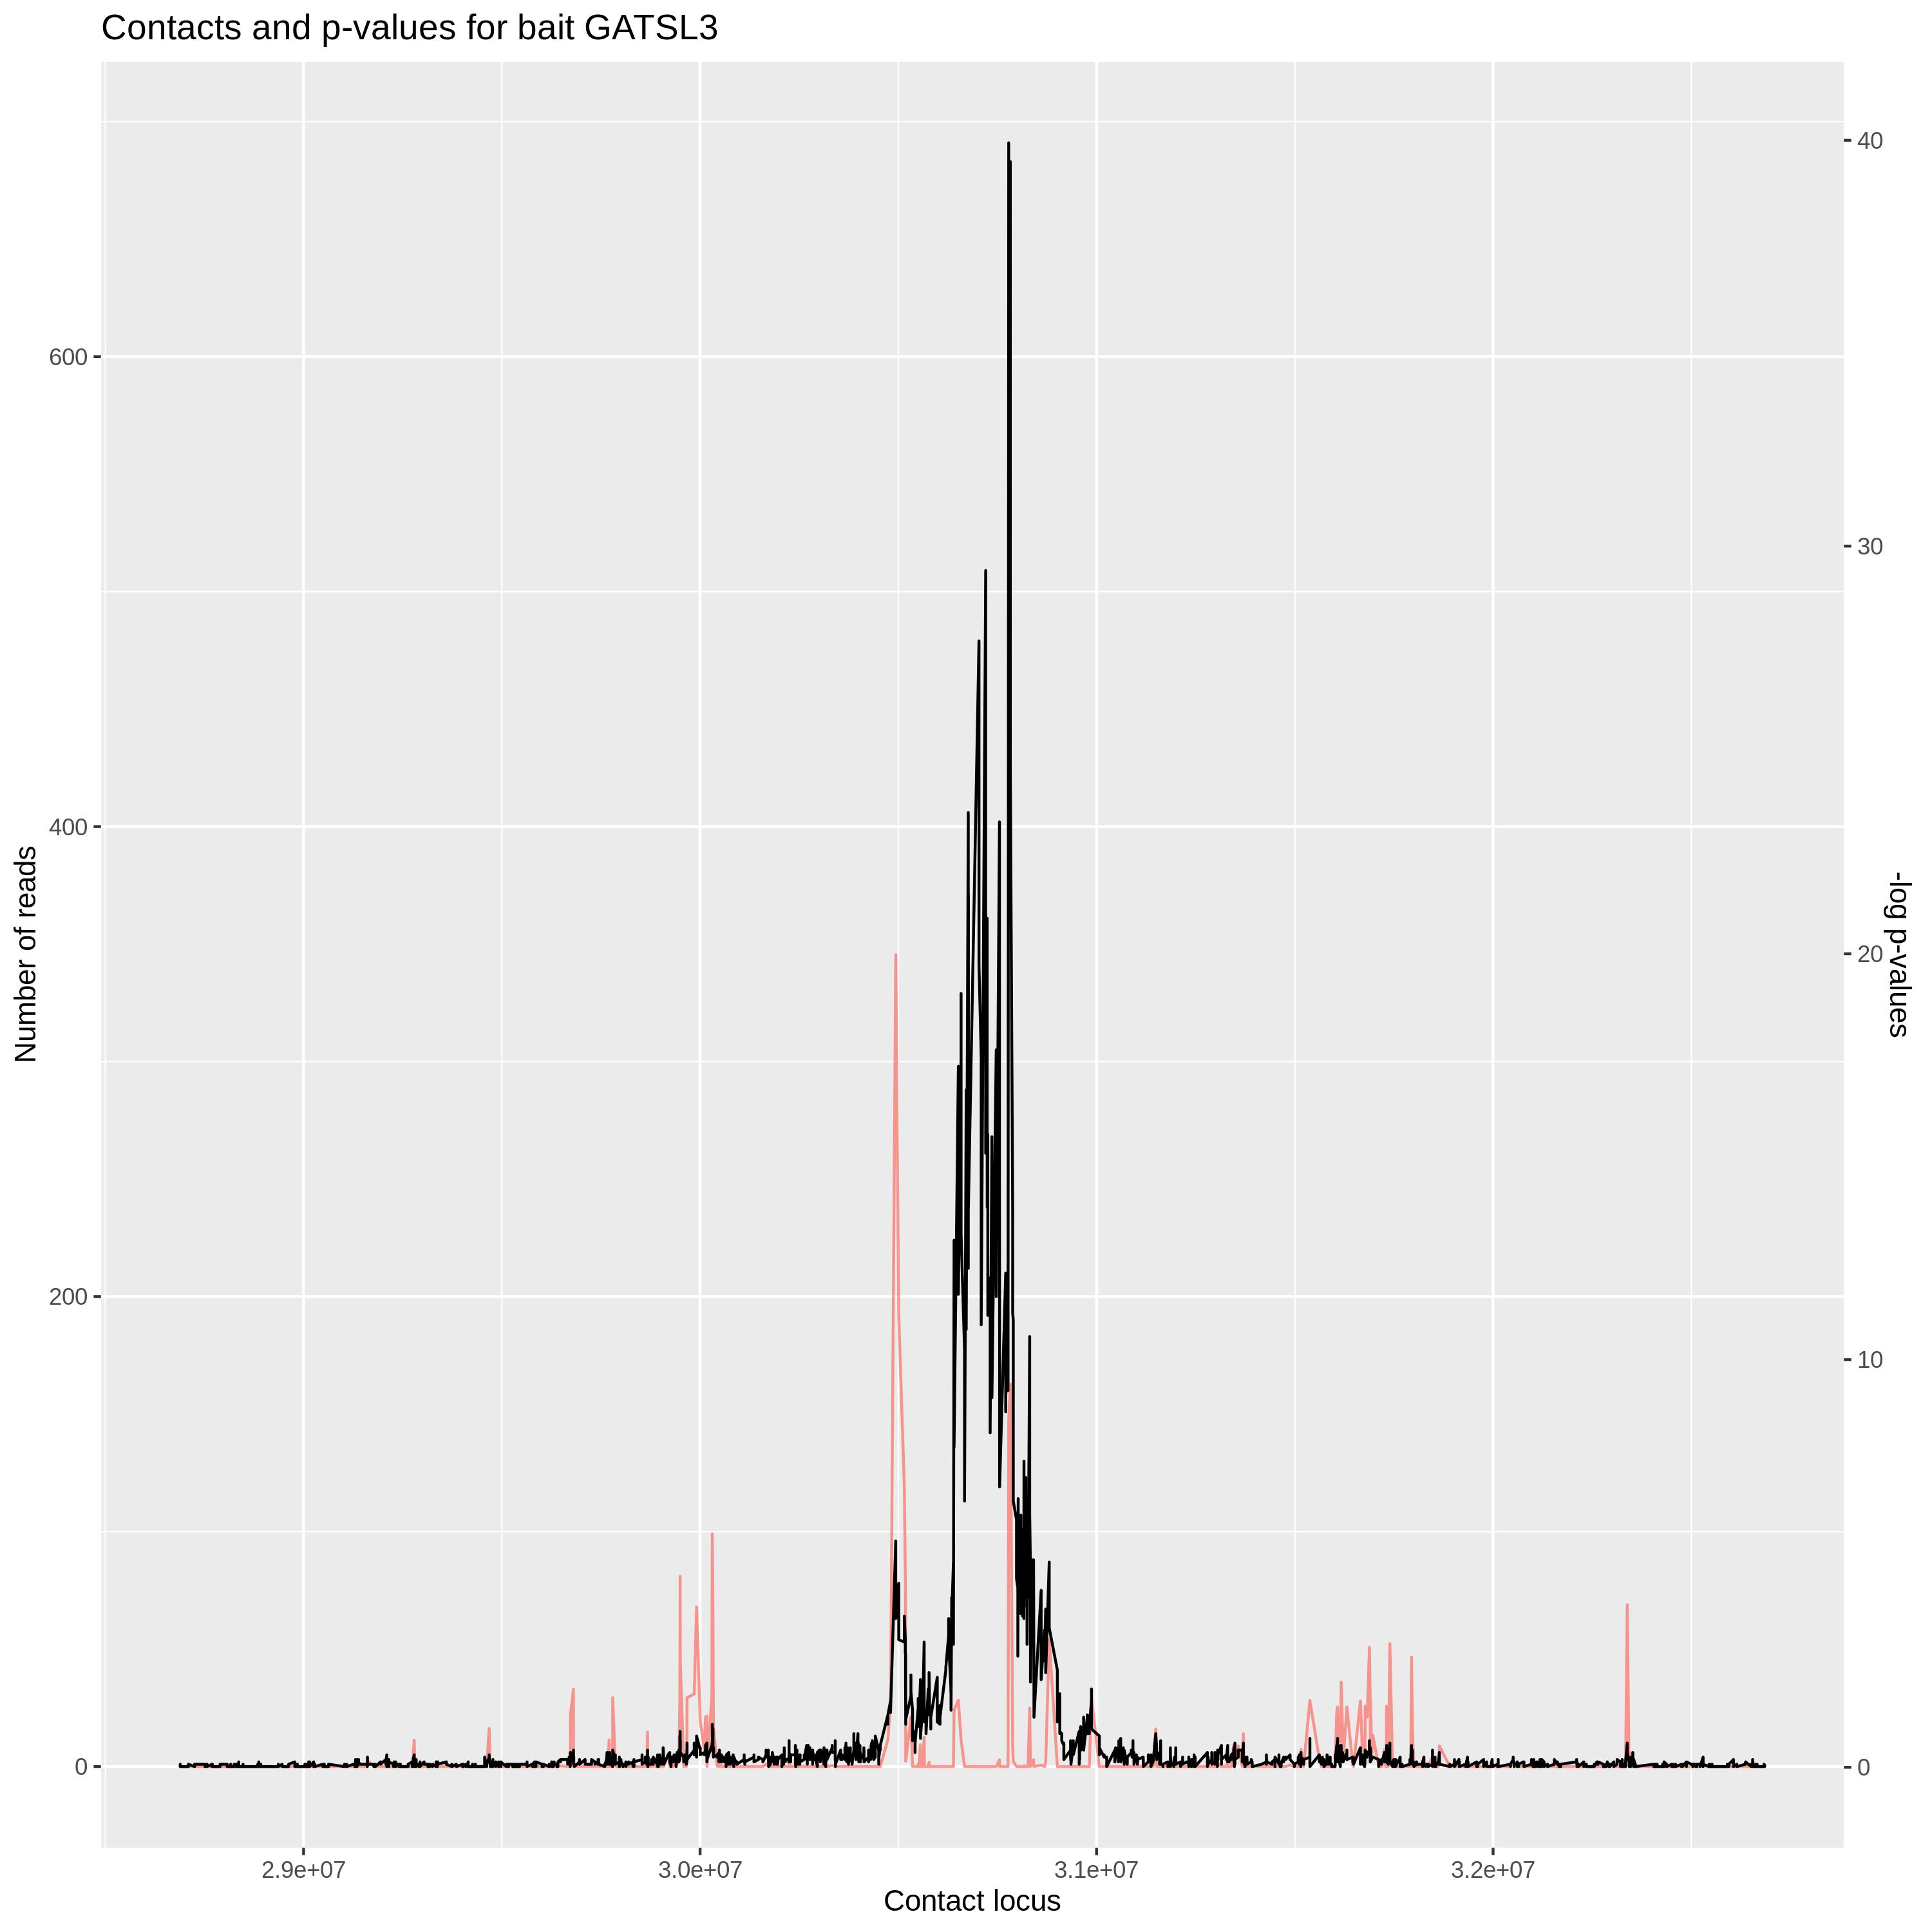 Contacts and p-values for bait GATSL3
Number of reads
600
400
200
0
40
30
20
10
0
-log p-values
2.9e+07
3.0e+07
3.1e+07
3.2e+07
Contact locus